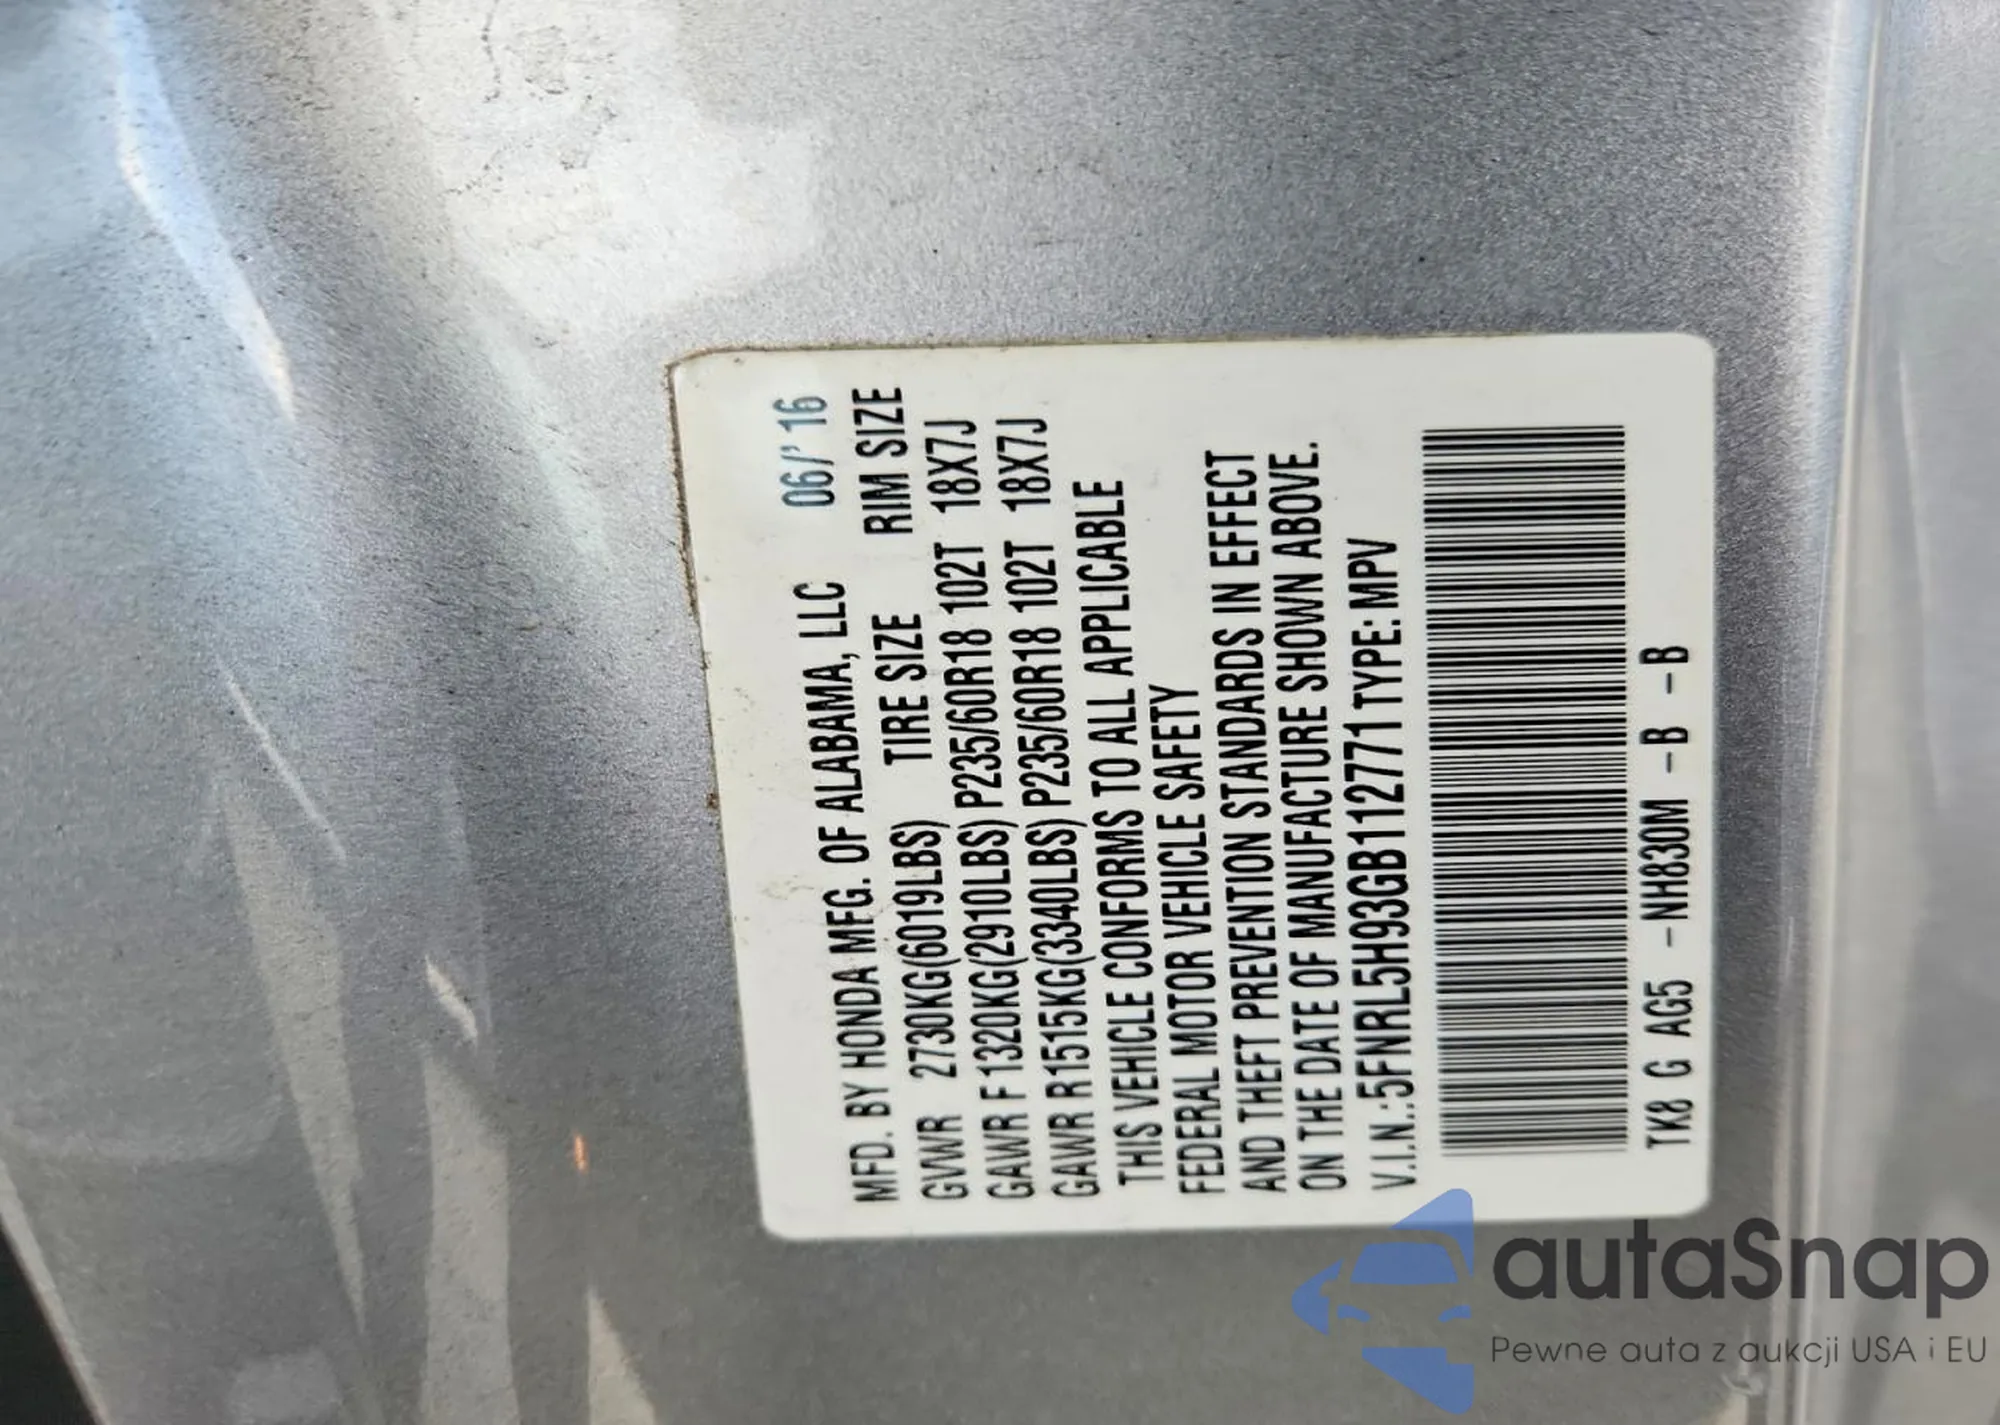 MFD. BY HONDA MFG. OF ALABAMA, LLC 06/'16
GVWR 2730KG(6019LBS) TIRE SIZE RIM SIZE
GAWR F 1320KG(2910LBS) P235/60R18 102T 18X7J
GAWR R1515KG(3340LBS) P235/60R18 102T 18X7J
THIS VEHICLE CONFORMS TO ALL APPLICABLE
FEDERAL MOTOR VEHICLE SAFETY
AND THEFT PREVENTION STANDARDS IN EFFECT
ON THE DATE OF MANUFACTURE SHOWN ABOVE.
V.I.N.:5FNRL5H93GB112771 TYPE: MPV
TK8 G AG5 -NH830M -B -B
autaSnap
Pewne auta z aukcji USA i EU